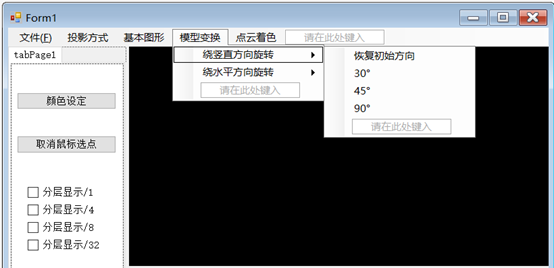 Form1
文件(F) 投影方式 基本图形 模型变换 点云着色 请在此处键入
tabPage1
绕竖直方向旋转
绕水平方向旋转
请在此处键入
恢复初始方向
30°
45°
90°
请在此处键入
颜色设定
取消鼠标选点
分层显示/1
分层显示/4
分层显示/8
分层显示/32